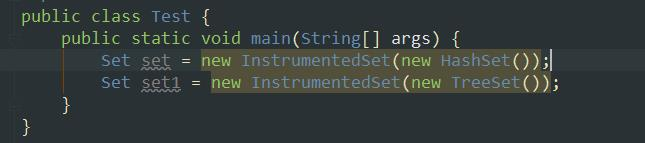 public class Test {
public static void main(String[] args) {
Set set = new InstrumentedSet(new HashSet());
Set set1 = new InstrumentedSet(new TreeSet());
}
}